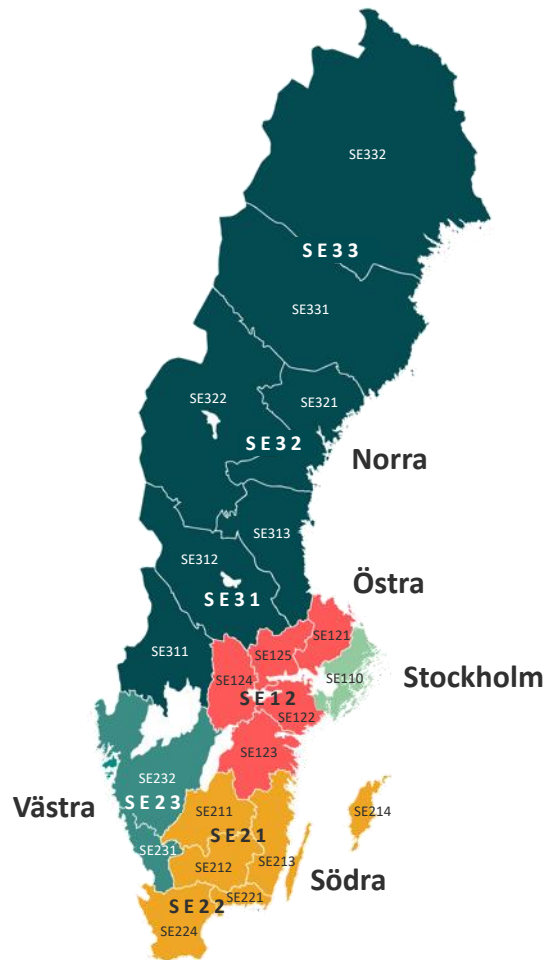 SE332
SE33
SE331
SE322
SE321
SE32
Norra
SE313
SE312
Östra
SE31
SE121
SE311
SE125
SE110
SE124
Stockholm
SE12
SE122
SE123
SE232
Västra
SE23
SE211
SE214
SE21
SE231
SE212
SE213
Södra
SE221
SE22
SE224